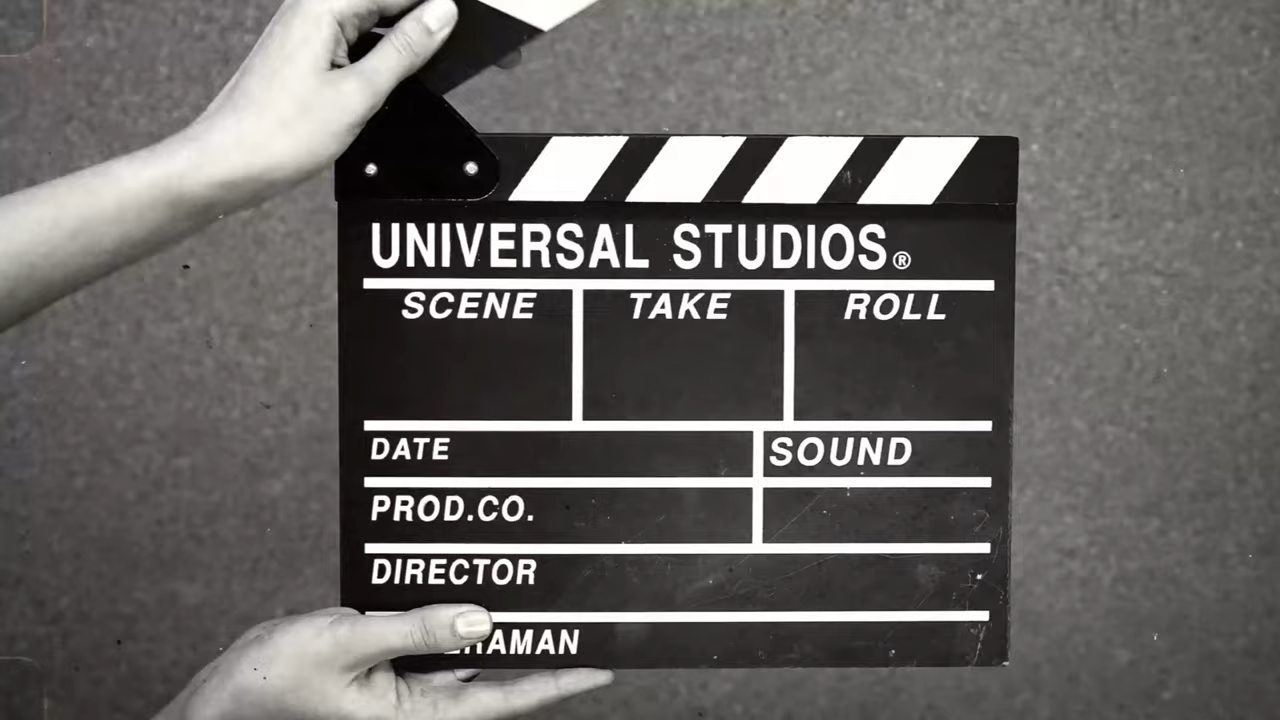 UNIVERSAL STUDIOS®
SCENE TAKE ROLL
DATE SOUND
PROD.CO.
DIRECTOR